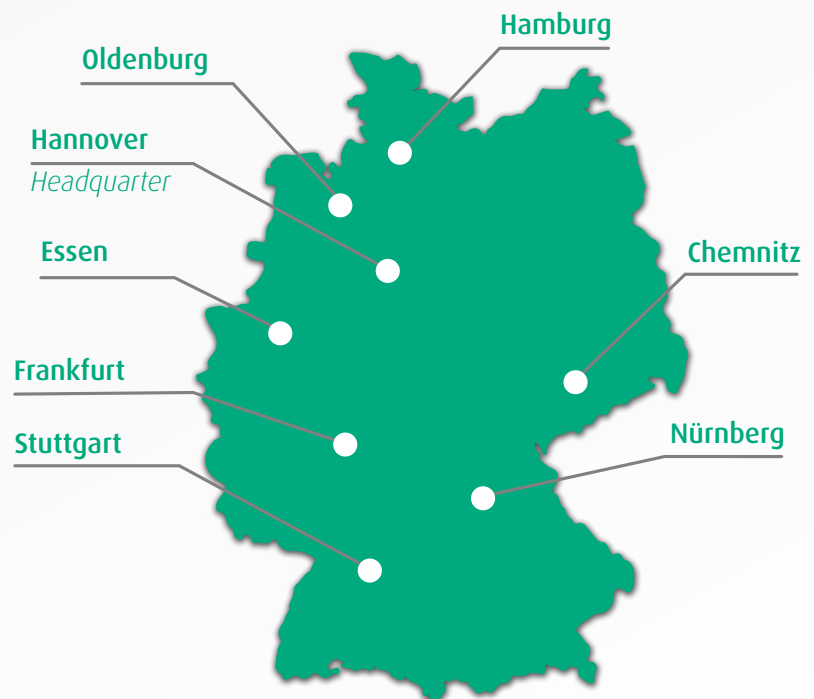 Hamburg
Oldenburg
Hannover
Headquarter
Essen
Chemnitz
Frankfurt
Nürnberg
Stuttgart